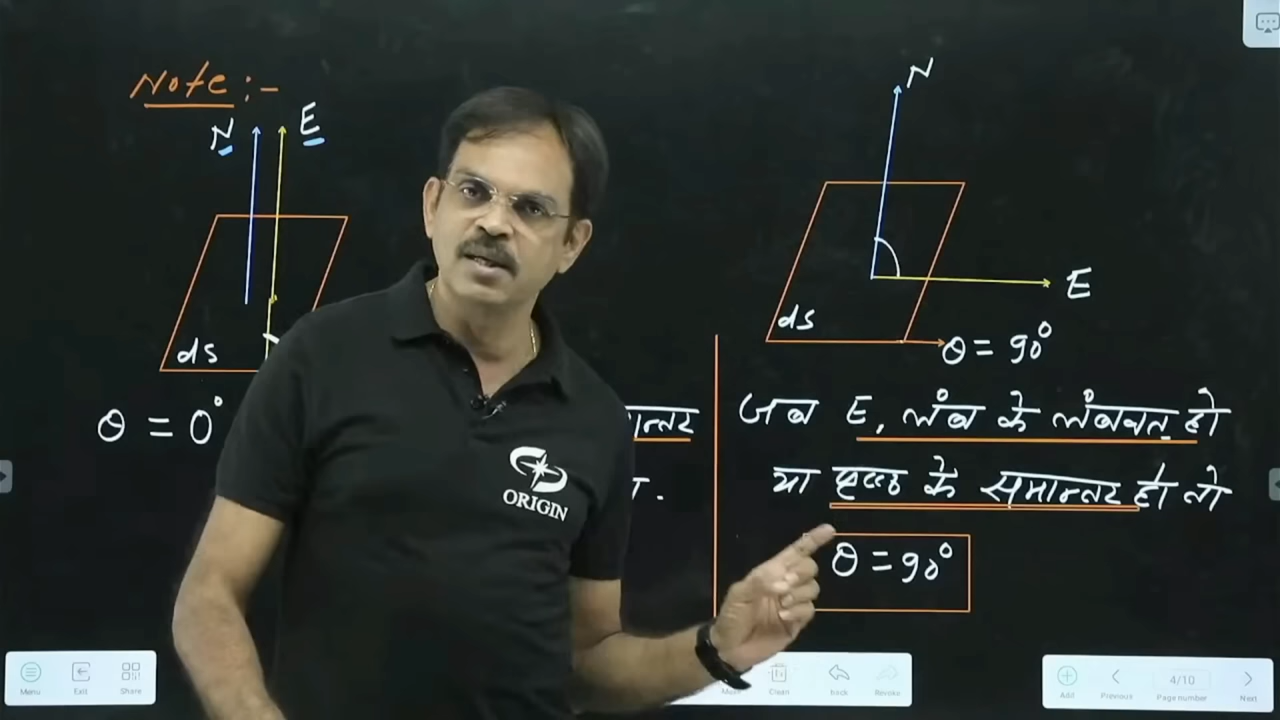 Note :-
N E
ds
θ = 0°
N
E
ds
θ = 90°
जब E, लंब के लंबवत हो
या पृष्ठ के समान्तर हो तो
θ = 90°
ORIGIN
Menu Exit Share
Clean back Revoke
Add Previous 4/10 Page number Next